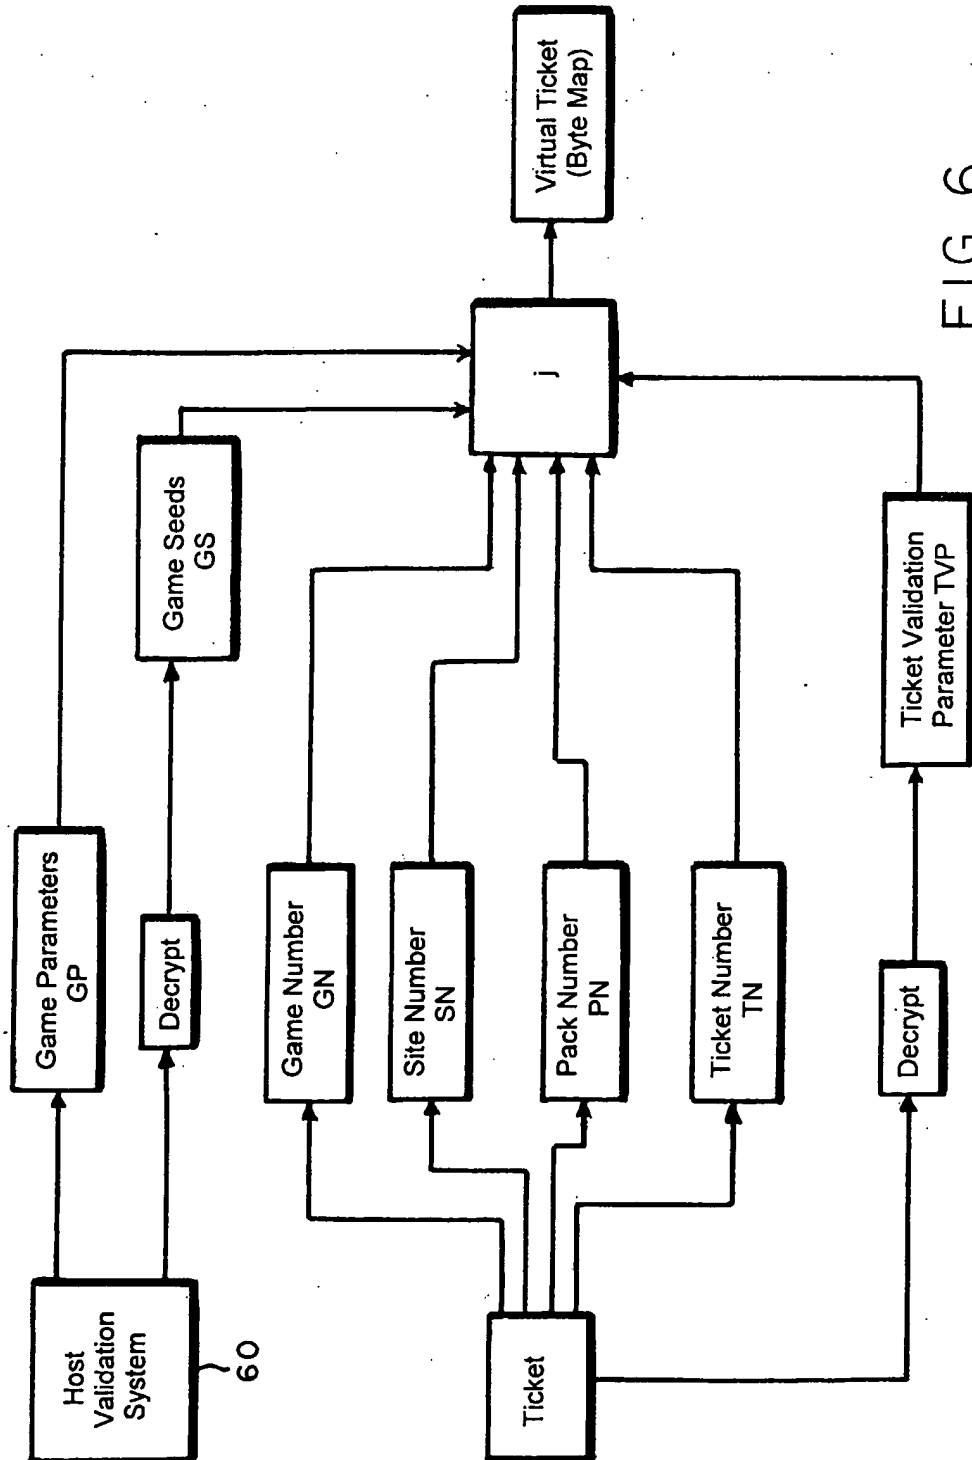 Host
Validation
System
60
Game Parameters
GP
Decrypt
Game Seeds
GS
Ticket
Game Number
GN
Site Number
SN
Pack Number
PN
Ticket Number
TN
Decrypt
Ticket Validation
Parameter TVP
j
Virtual Ticket
(Byte Map)
FIG 6